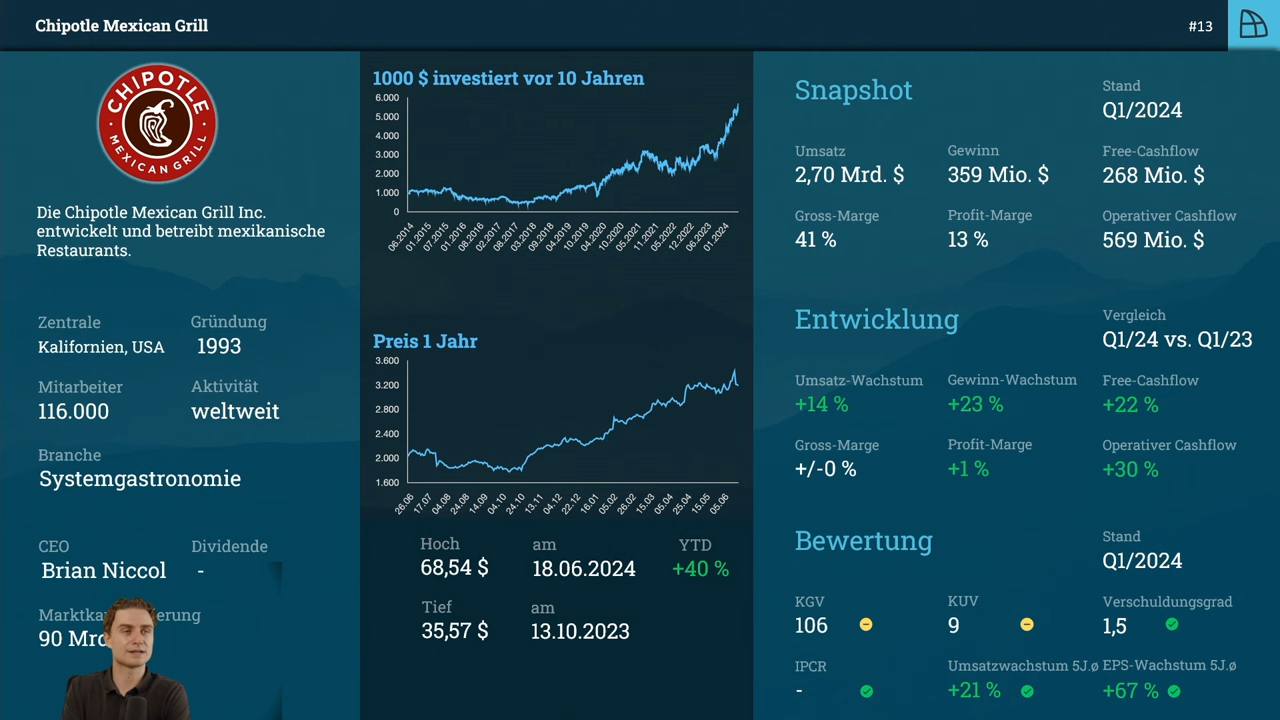 Chipotle Mexican Grill
#13
CHIPOTLE
MEXICAN GRILL
Die Chipotle Mexican Grill Inc.
entwickelt und betreibt mexikanische
Restaurants.
Zentrale
Kalifornien, USA
Gründung
1993
Mitarbeiter
116.000
Aktivität
weltweit
Branche
Systemgastronomie
CEO
Brian Niccol
Dividende
-
90
1000 $ investiert vor 10 Jahren
6.000
5.000
4.000
3.000
2.000
1.000
0
06.2014
01.2015
07.2015
01.2016
08.2016
02.2017
08.2017
03.2018
09.2018
04.2019
10.2019
04.2020
10.2020
05.2021
11.2021
05.2022
12.2022
06.2023
01.2024
Preis 1 Jahr
3.600
3.200
2.800
2.400
2.000
1.600
26.06
17.07
04.08
24.08
14.09
04.10
24.10
13.11
04.12
22.12
16.01
05.02
26.02
15.03
05.04
25.04
15.05
05.06
Hoch
68,54 $
am
18.06.2024
YTD
+40 %
Tief
35,57 $
am
13.10.2023
Snapshot
Stand
Q1/2024
Umsatz
2,70 Mrd. $
Gewinn
359 Mio. $
Free-Cashflow
268 Mio. $
Gross-Marge
41 %
Profit-Marge
13 %
Operativer Cashflow
569 Mio. $
Entwicklung
Vergleich
Q1/24 vs. Q1/23
Umsatz-Wachstum
+14 %
Gewinn-Wachstum
+23 %
Free-Cashflow
+22 %
Gross-Marge
+/-0 %
Profit-Marge
+1 %
Operativer Cashflow
+30 %
Bewertung
Stand
Q1/2024
KGV
106
KUV
9
Verschuldungsgrad
1,5
IPCR
-
Umsatzwachstum 5J.ø
+21 %
EPS-Wachstum 5J.ø
+67 %